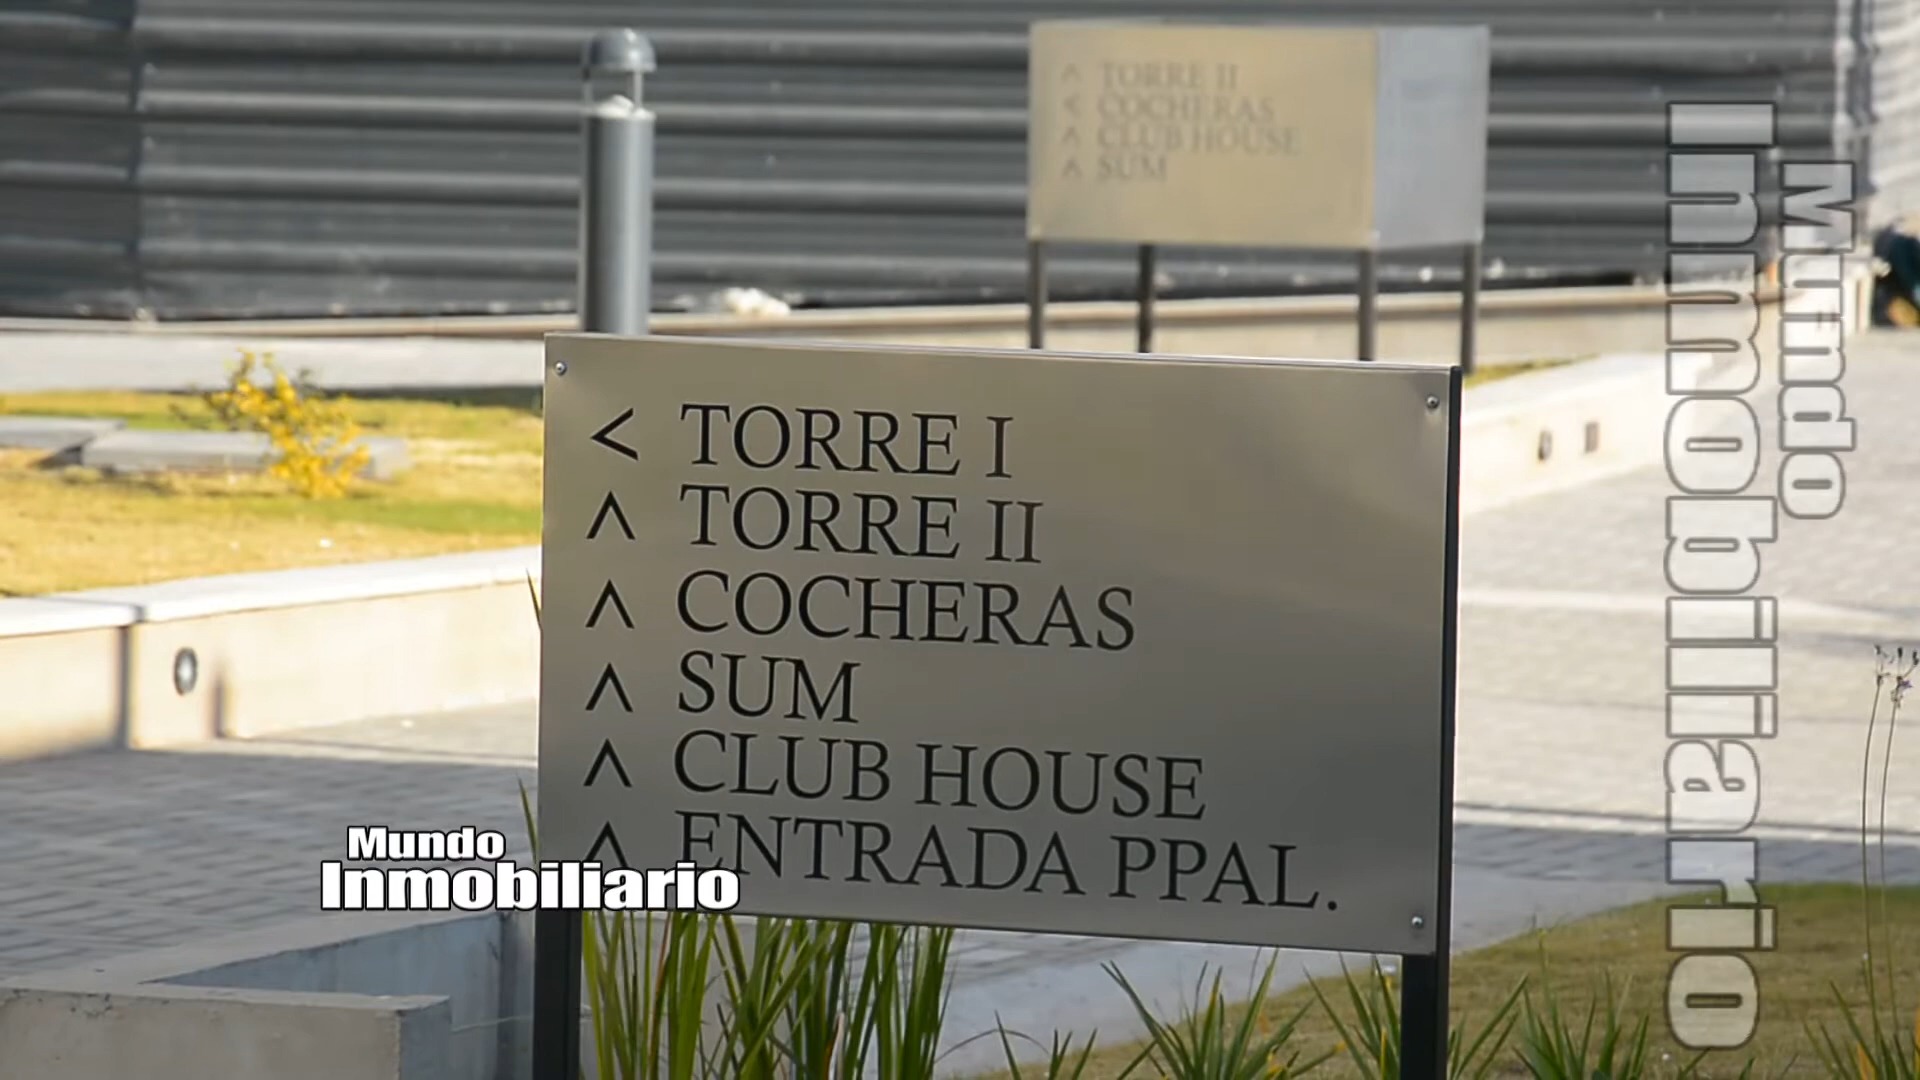 ^ TORRE II
< COCHERAS
^ CLUB HOUSE
^ SUM
< TORRE I
^ TORRE II
^ COCHERAS
^ SUM
^ CLUB HOUSE
^ ENTRADA PPAL.
Mundo
Inmobiliario
Mundo
Inmobiliario